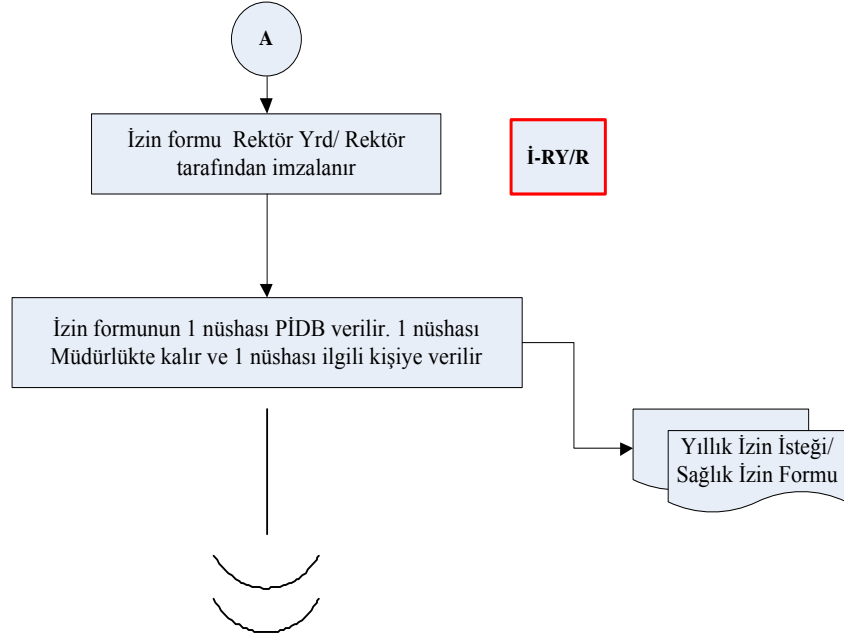 A
İzin formu Rektör Yrd/ Rektör
tarafından imzalanır
İ-RY/R
İzin formunun 1 nüshası PİDB verilir. 1 nüshası
Müdürlükte kalır ve 1 nüshası ilgili kişiye verilir
Yıllık İzin İsteği/
Sağlık İzin Formu